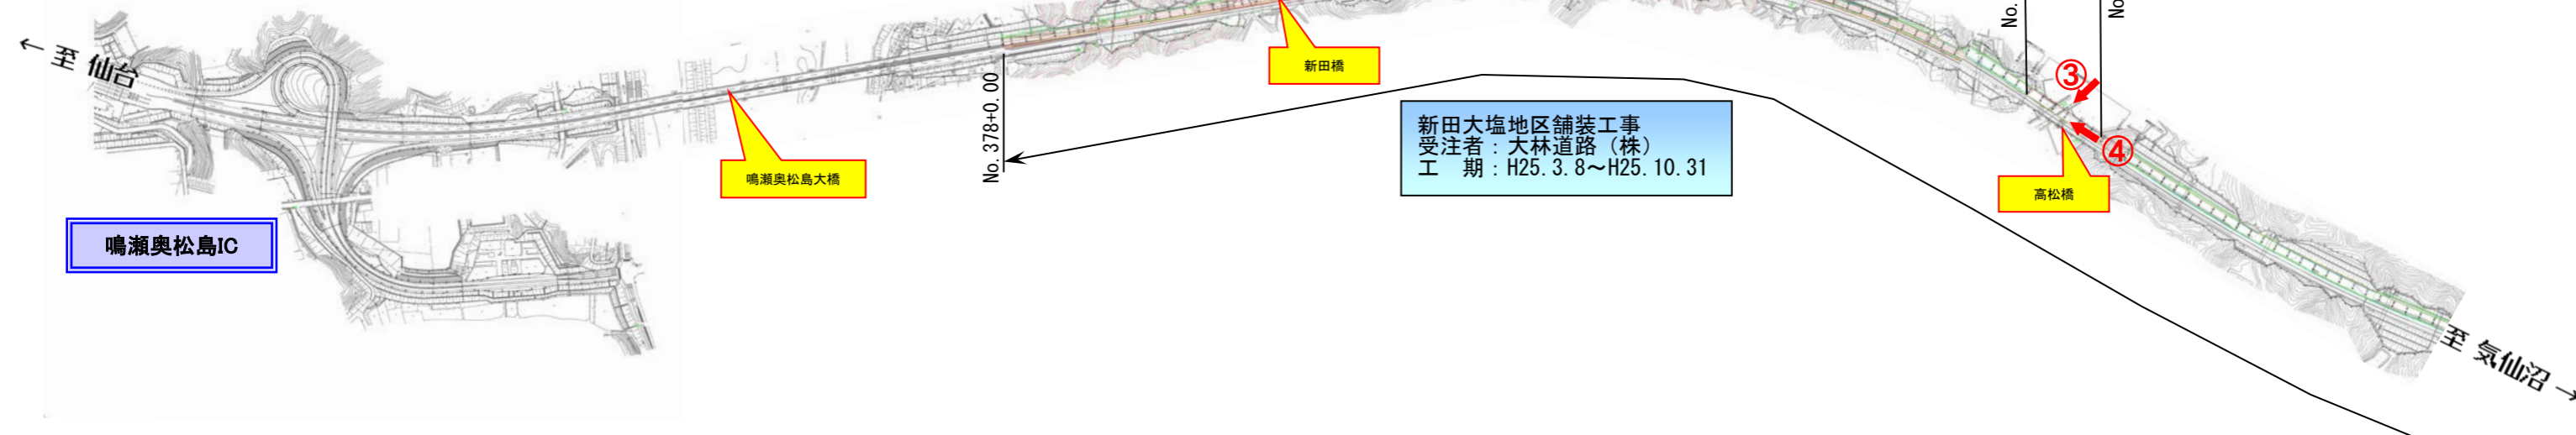 ← 至 仙台
鳴瀬奥松島IC
鳴瀬奥松島大橋
No. 378+0. 00
新田橋
新田大塩地区舗装工事
受注者：大林道路（株）
工　期：H25. 3. 8～H25. 10. 31
No.
No
③
④
高松橋
至 気仙沼 →